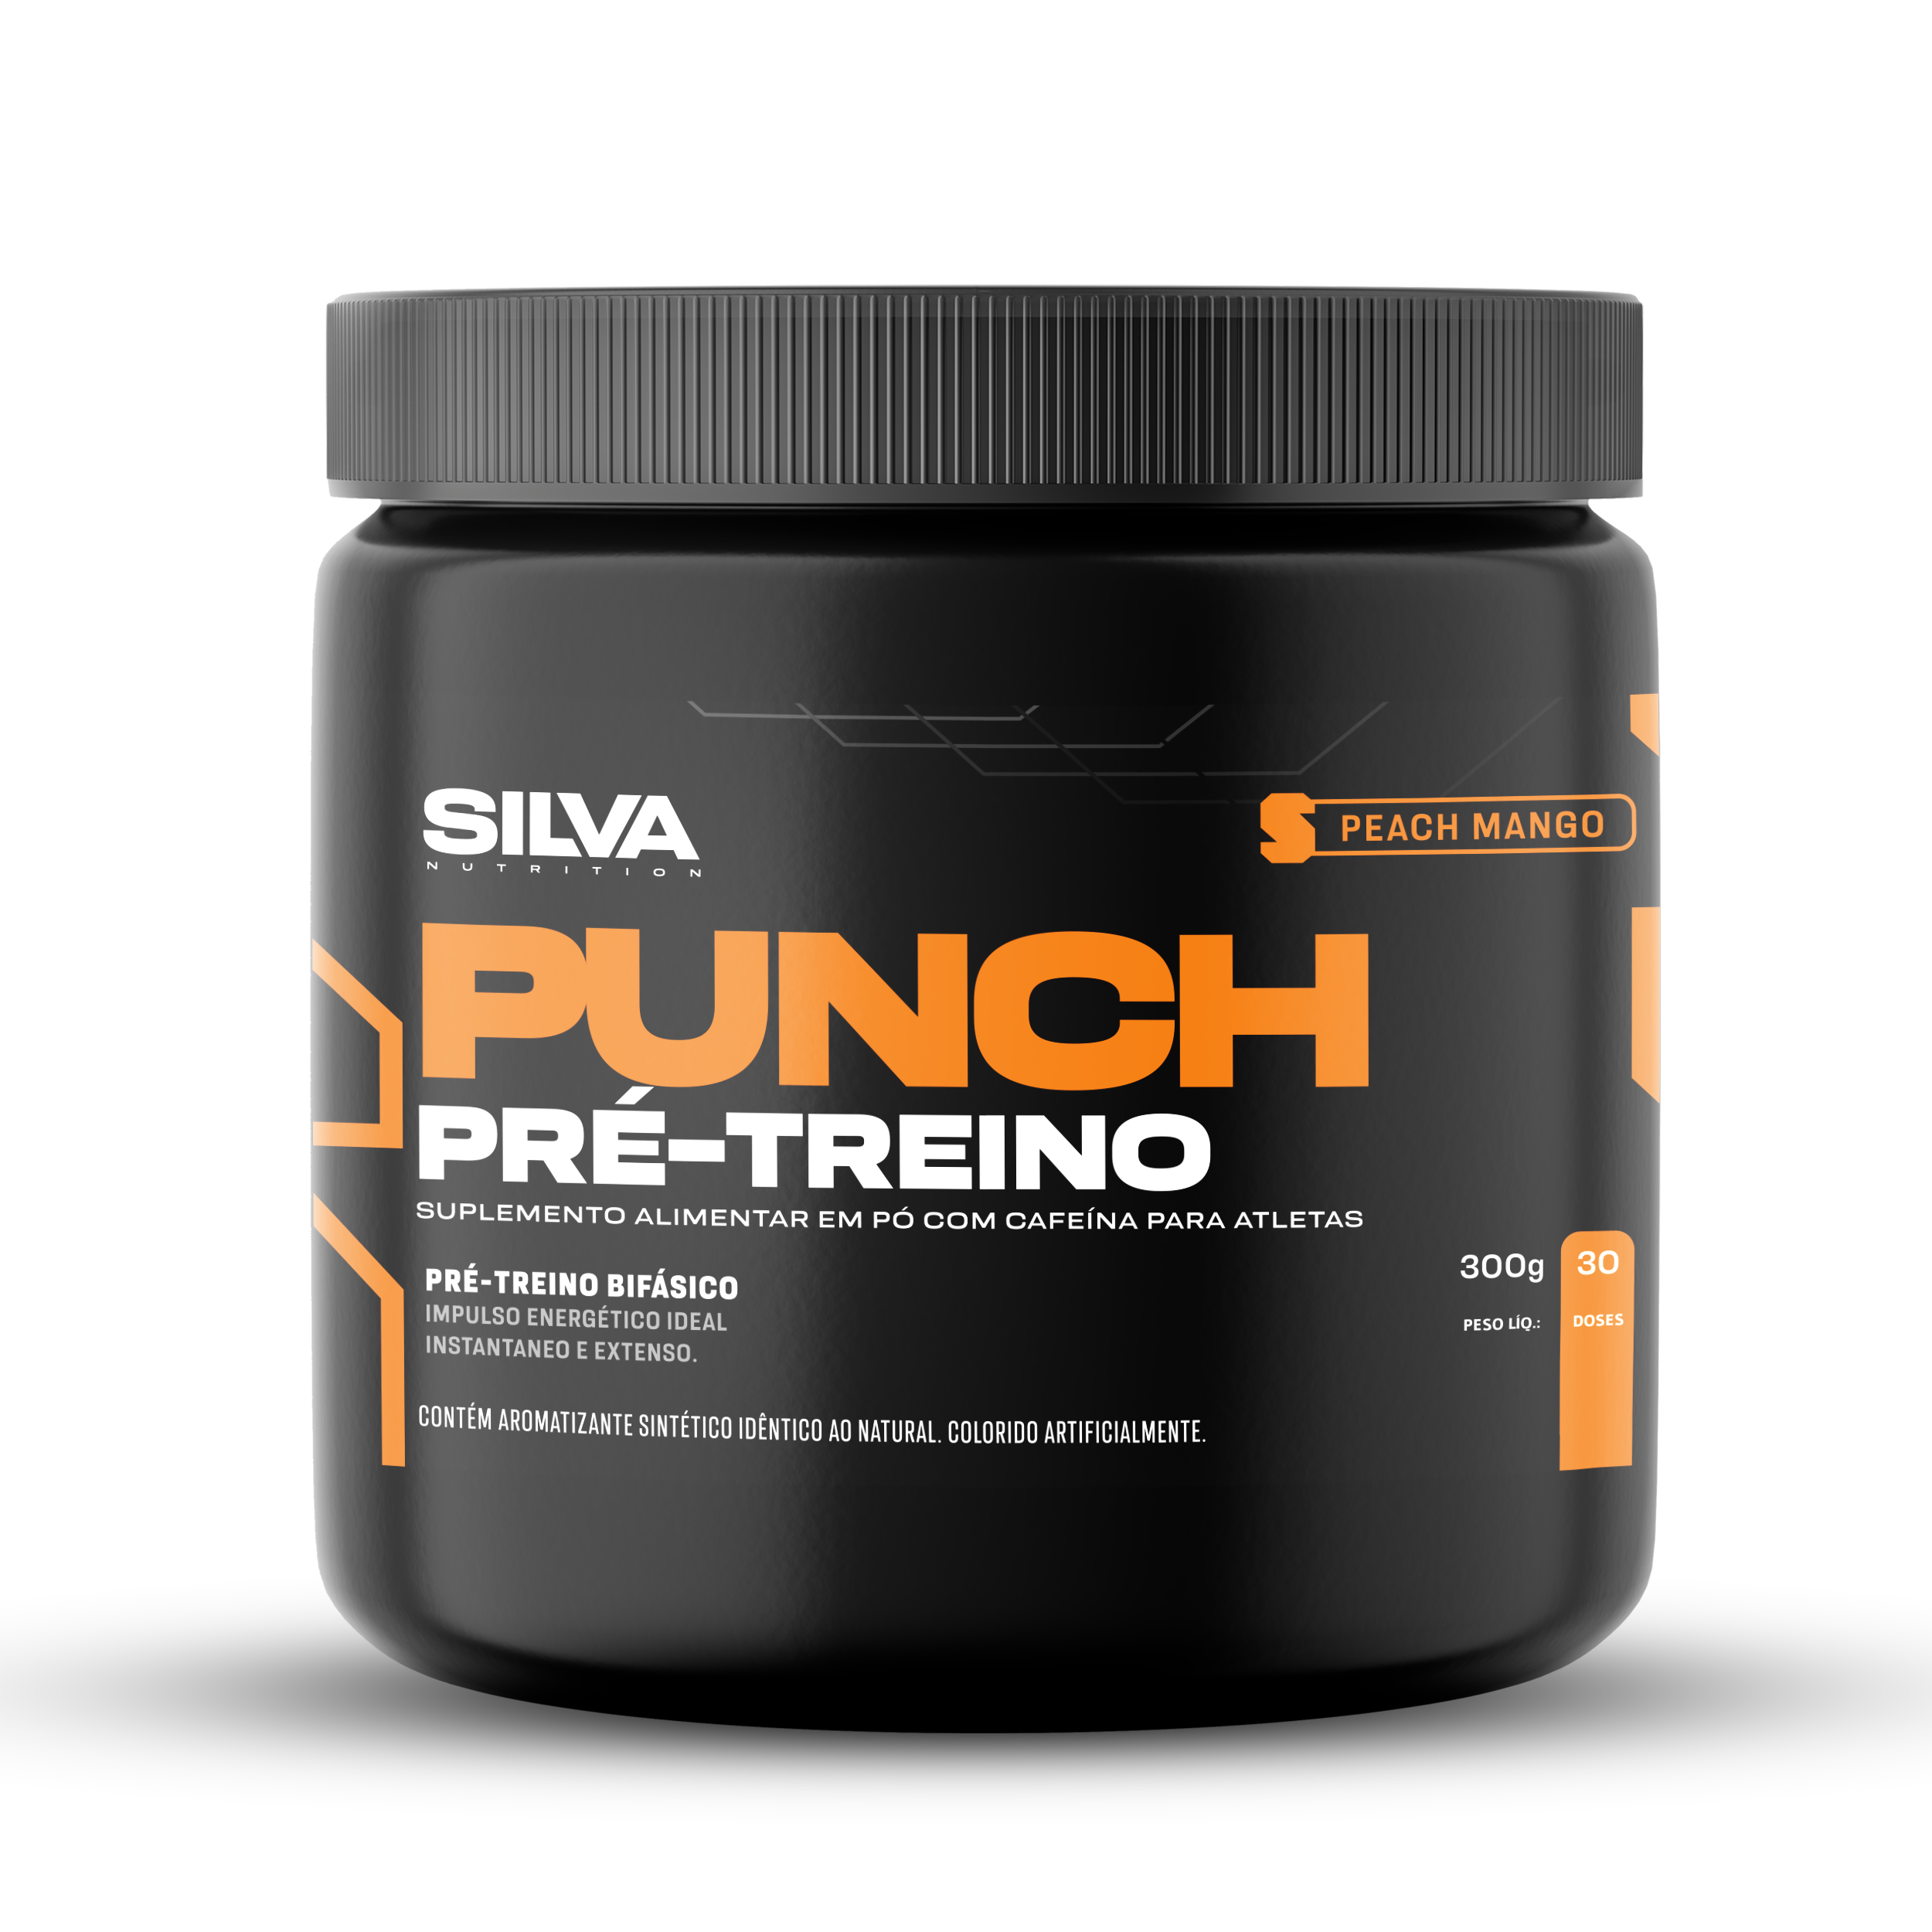 SILVA
NUTRITION
PEACH MANGO
PUNCH
PRÉ-TREINO
SUPLEMENTO ALIMENTAR EM PÓ COM CAFEÍNA PARA ATLETAS
PRÉ-TREINO BIFÁSICO
IMPULSO ENERGÉTICO IDEAL
INSTANTANEO E EXTENSO.
300g
PESO LÍQ.:
30
DOSES
CONTÉM AROMATIZANTE SINTÉTICO IDÊNTICO AO NATURAL. COLORIDO ARTIFICIALMENTE.